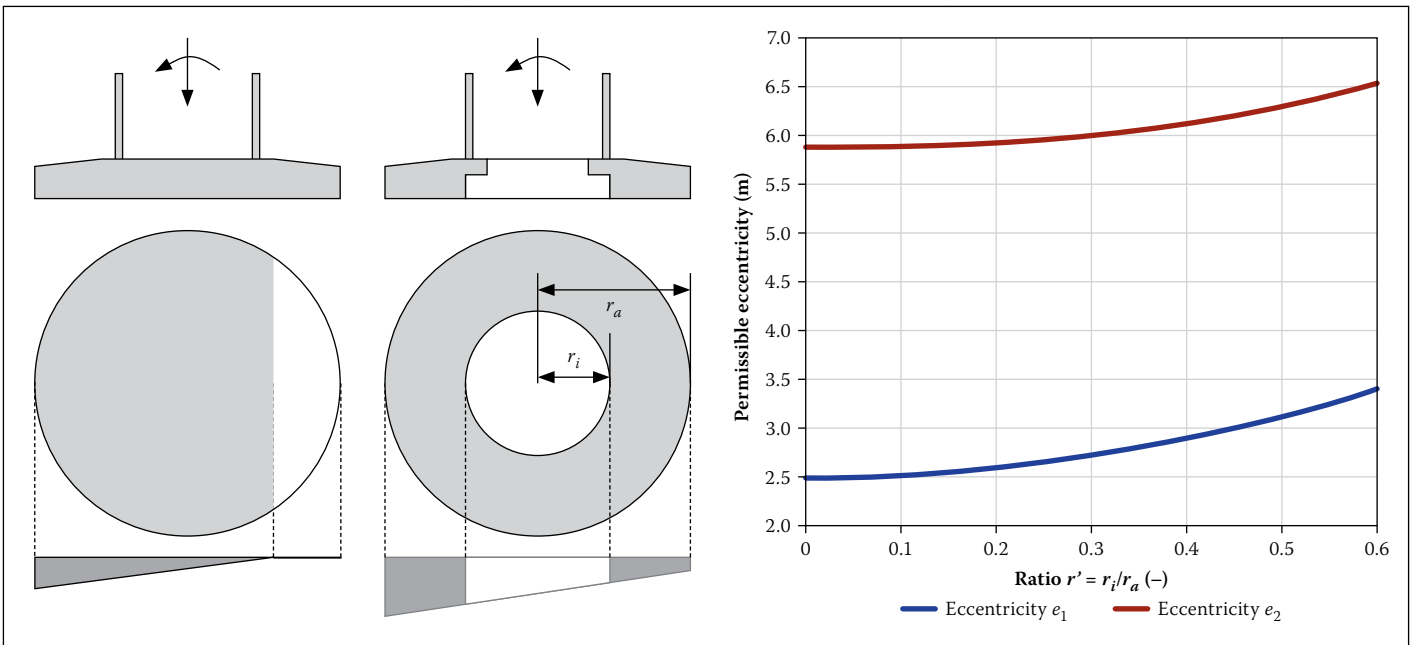 r_a
r_i
Permissible eccentricity (m)
7.0
6.5
6.0
5.5
5.0
4.5
4.0
3.5
3.0
2.5
2.0
0 0.1 0.2 0.3 0.4 0.5 0.6
Ratio r’ = r_i/r_a (–)
Eccentricity e_1 Eccentricity e_2